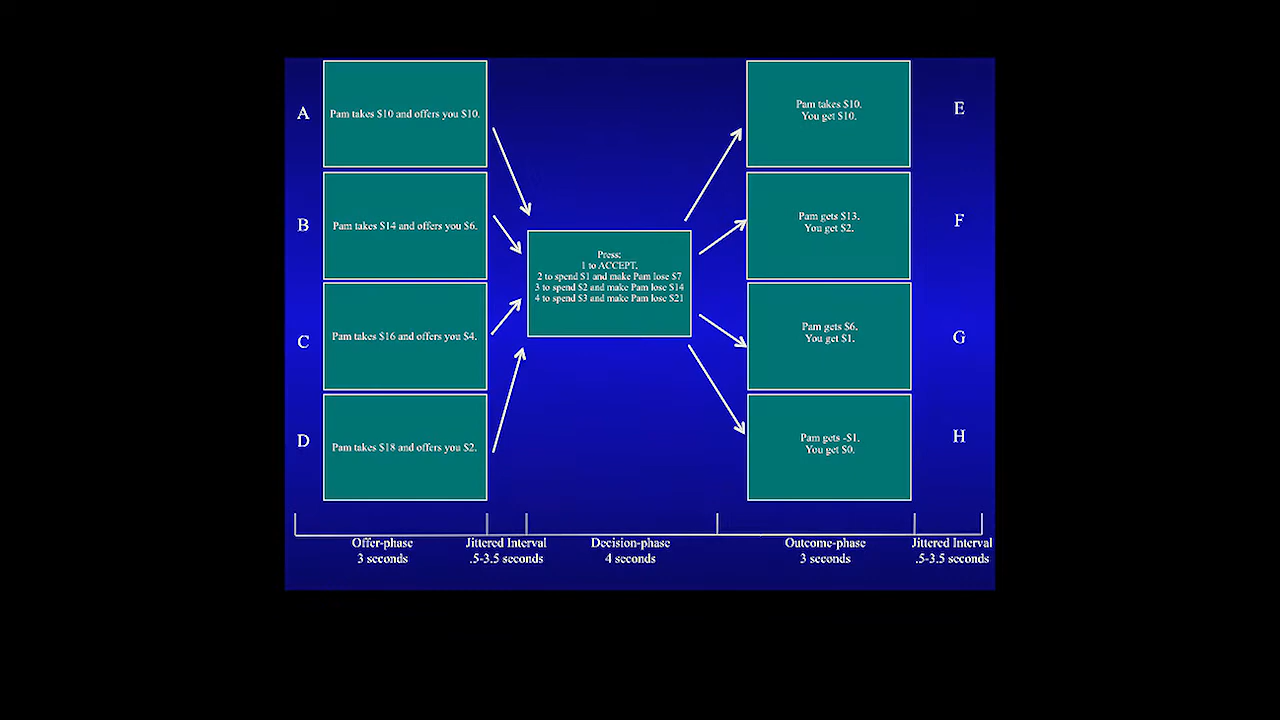 A
Pam takes $10 and offers you $10.
B
Pam takes $14 and offers you $6.
C
Pam takes $16 and offers you $4.
D
Pam takes $18 and offers you $2.
Press:
1 to ACCEPT.
2 to spend $1 and make Pam lose $7
3 to spend $2 and make Pam lose $14
4 to spend $3 and make Pam lose $21
Pam takes $10.
You get $10.
E
Pam gets $13.
You get $2.
F
Pam gets $6.
You get $1.
G
Pam gets -$1.
You get $0.
H
Offer-phase
3 seconds
Jittered Interval
.5-3.5 seconds
Decision-phase
4 seconds
Outcome-phase
3 seconds
Jittered Interval
.5-3.5 seconds